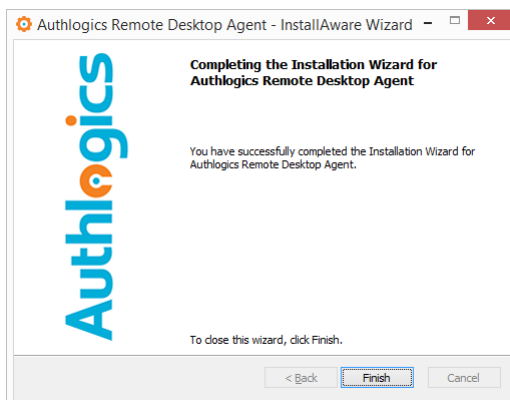 Authlogics Remote Desktop Agent - InstallAware Wizard
Authlogics
Completing the Installation Wizard for
Authlogics Remote Desktop Agent
You have successfully completed the Installation Wizard for
Authlogics Remote Desktop Agent.
To close this wizard, click Finish.
< Back Finish Cancel